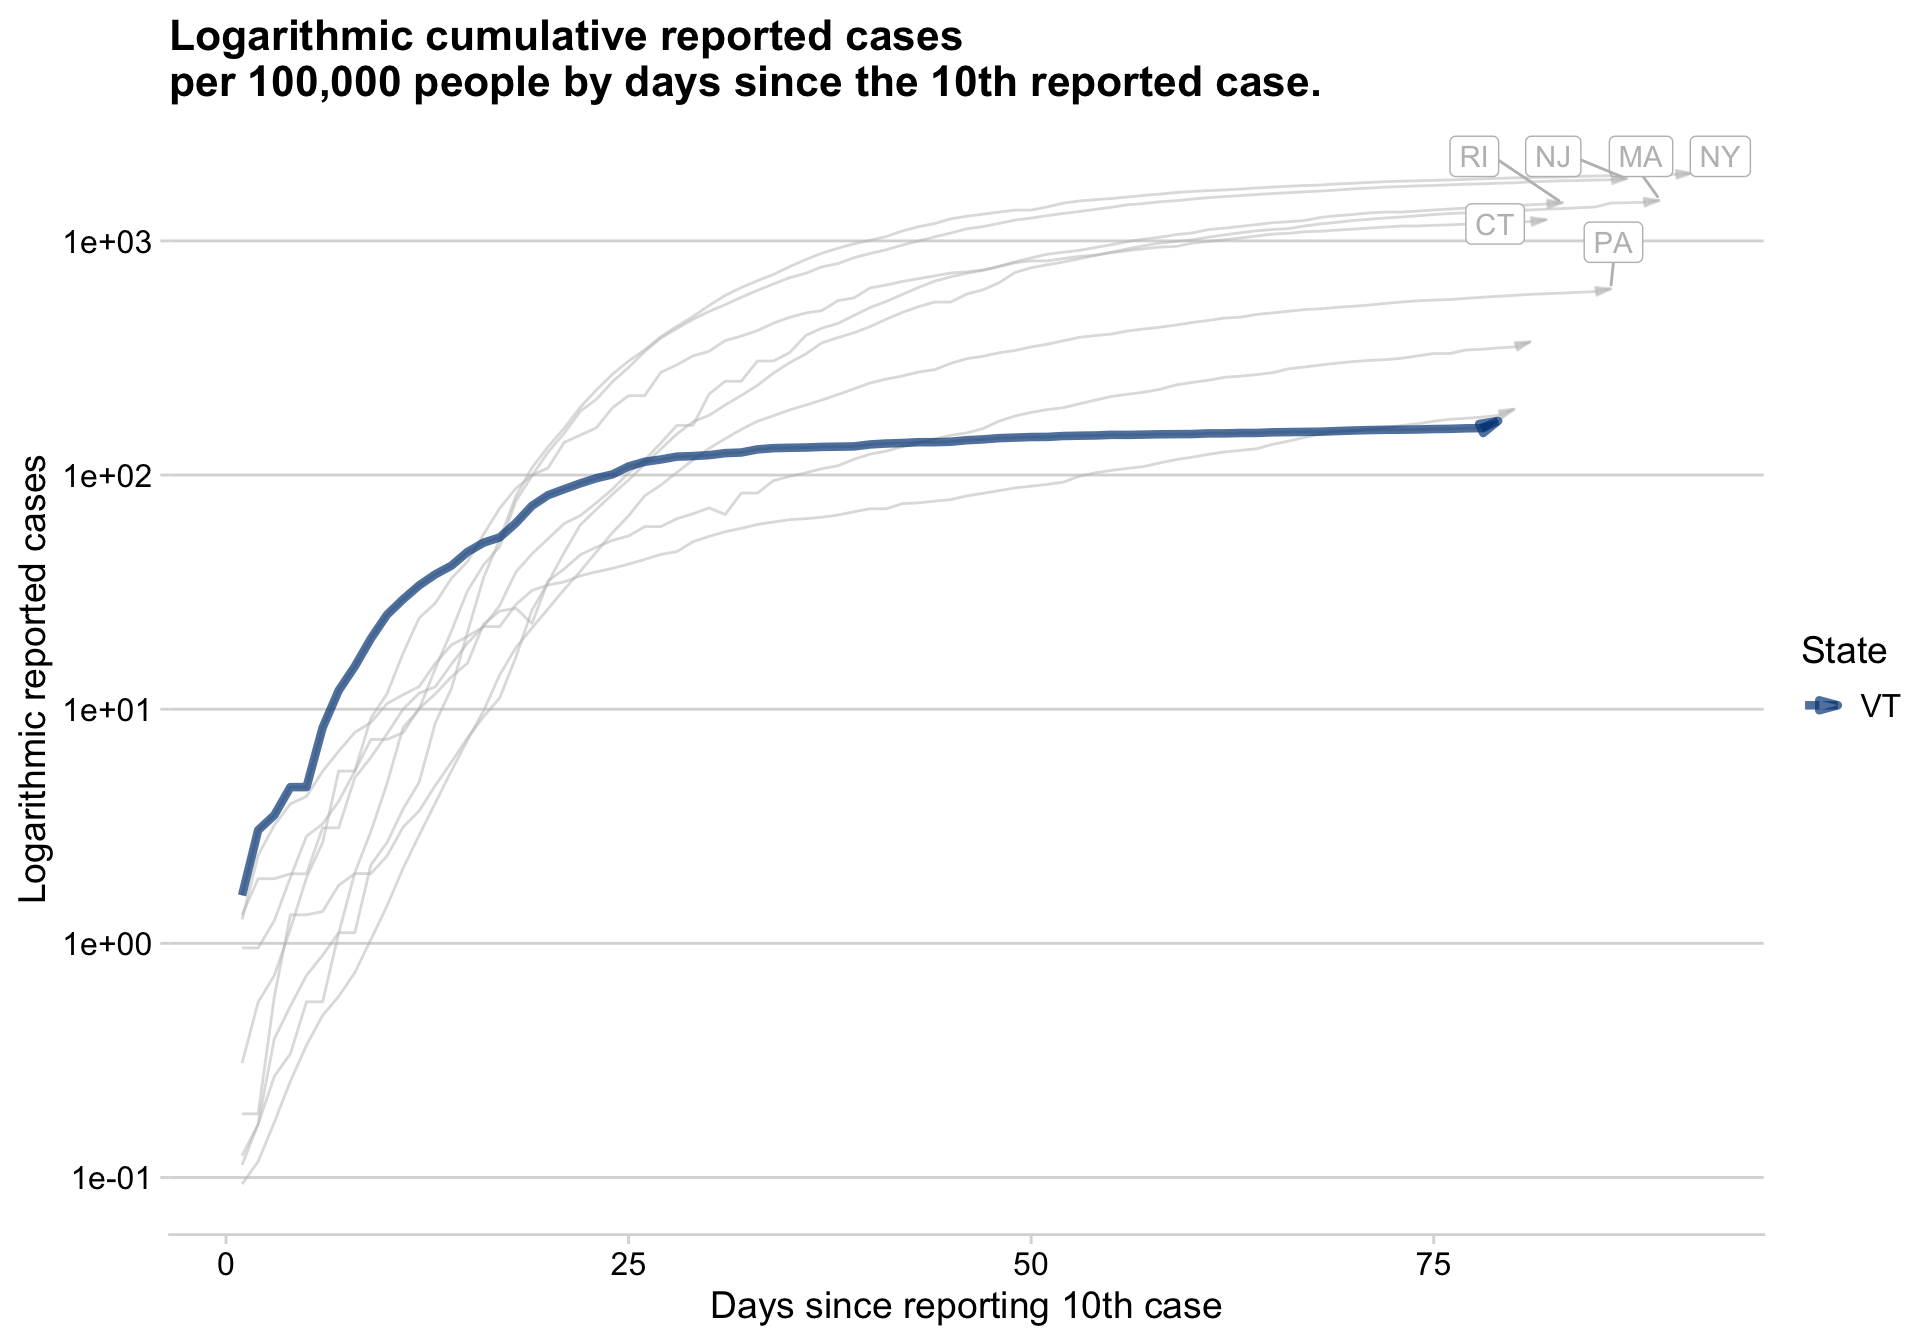 Logarithmic cumulative reported cases
per 100,000 people by days since the 10th reported case.
RI NJ MA NY
CT
PA
1e+03
1e+02
1e+01
1e+00
1e-01
Logarithmic reported cases
0 25 50 75
Days since reporting 10th case
State
VT